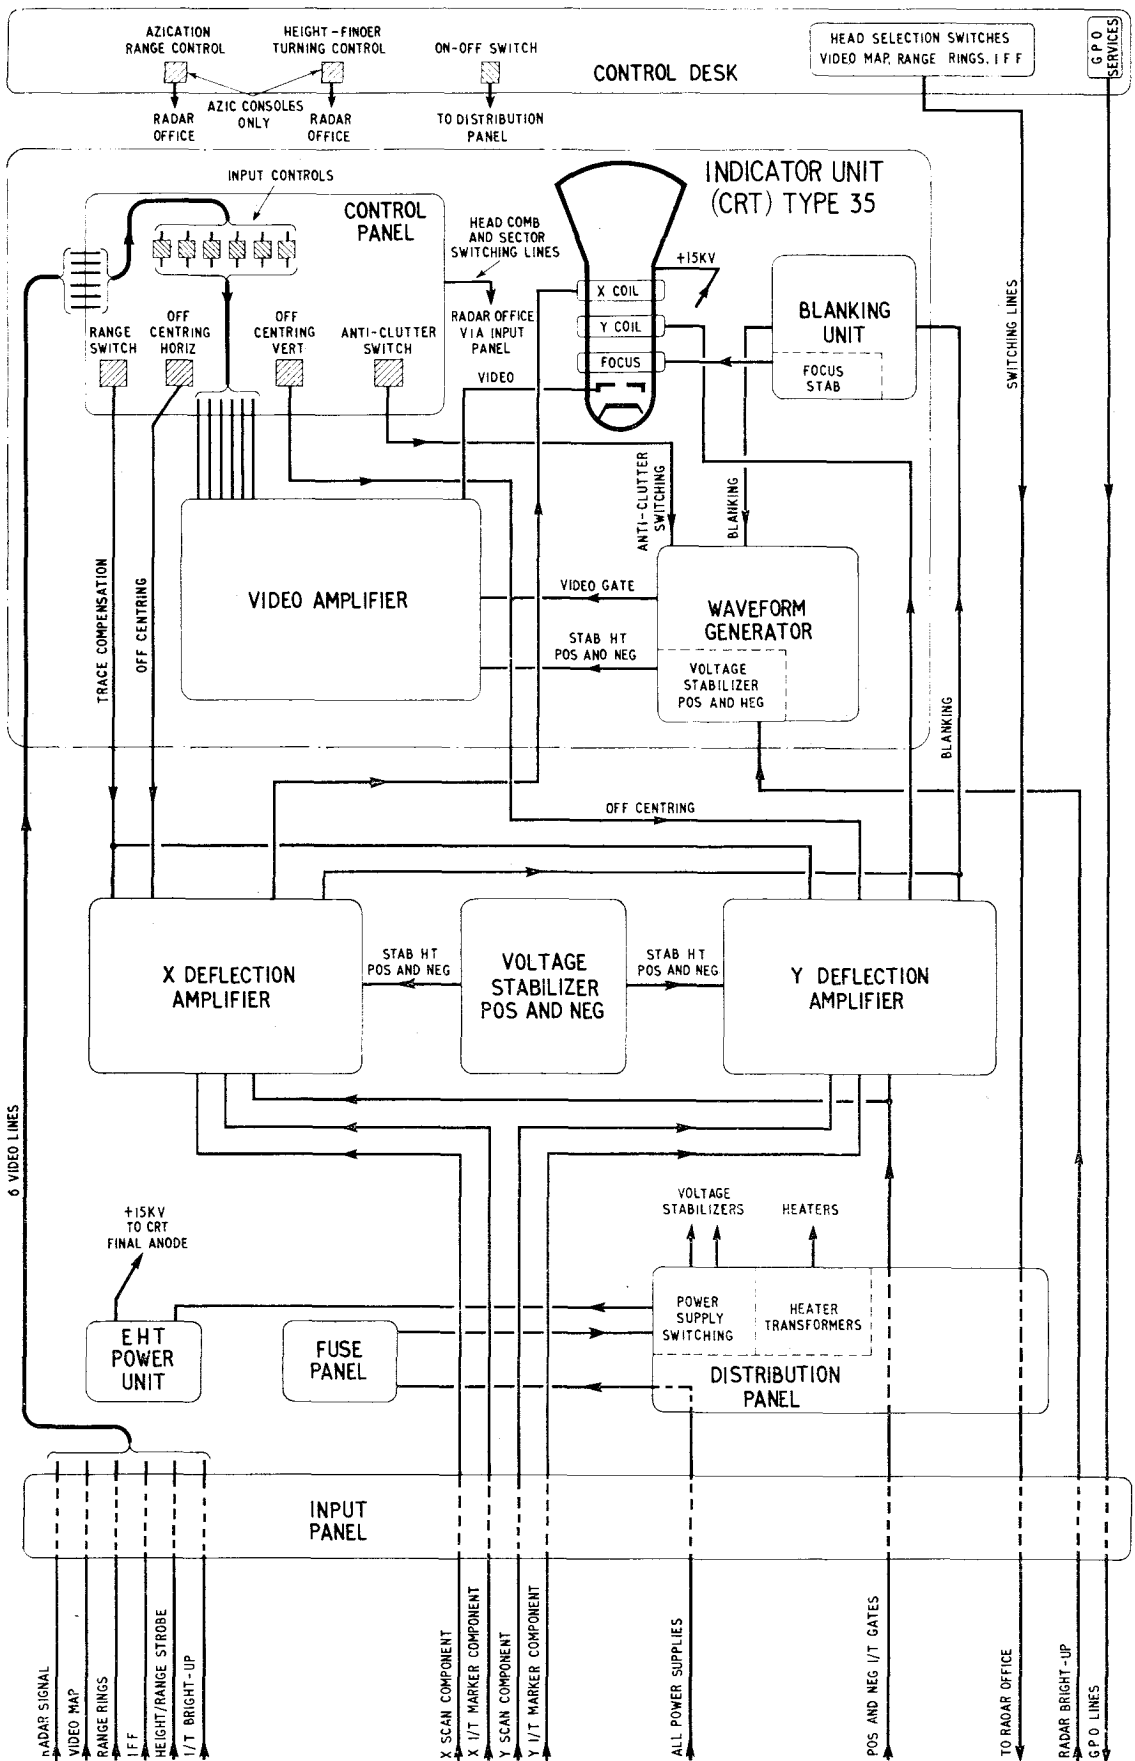 AZICATION
RANGE CONTROL
HEIGHT-FINDER
TURNING CONTROL
ON-OFF SWITCH
CONTROL DESK
HEAD SELECTION SWITCHES
VIDEO MAP, RANGE RINGS, I F F
G P O
SERVICES
AZIC CONSOLES
ONLY
RADAR
OFFICE
RADAR
OFFICE
TO DISTRIBUTION
PANEL
INPUT CONTROLS
CONTROL
PANEL
HEAD COMB
AND SECTOR
SWITCHING LINES
INDICATOR UNIT
(CRT) TYPE 35
+15KV
X COIL
Y COIL
FOCUS
BLANKING
UNIT
FOCUS
STAB
SWITCHING LINES
RANGE
SWITCH
OFF
CENTRING
HORIZ
OFF
CENTRING
VERT
ANTI-CLUTTER
SWITCH
RADAR OFFICE
VIA INPUT
PANEL
VIDEO
ANTI-CLUTTER
SWITCHING
BLANKING
TRACE COMPENSATION
OFF CENTRING
VIDEO AMPLIFIER
VIDEO GATE
STAB HT
POS AND NEG
WAVEFORM
GENERATOR
VOLTAGE
STABILIZER
POS AND HEG
BLANKING
OFF CENTRING
X DEFLECTION
AMPLIFIER
STAB HT
POS AND NEG
VOLTAGE
STABILIZER
POS AND NEG
STAB HT
POS AND NEG
Y DEFLECTION
AMPLIFIER
6 VIDEO LINES
+15KV
TO CRT
FINAL ANODE
VOLTAGE
STABILIZERS
HEATERS
EHT
POWER
UNIT
FUSE
PANEL
POWER
SUPPLY
SWITCHING
HEATER
TRANSFORMERS
DISTRIBUTION
PANEL
INPUT
PANEL
RADAR SIGNAL
VIDEO MAP
RANGE RINGS
I F F
HEIGHT/RANGE STROBE
I/T BRIGHT-UP
X SCAN COMPONENT
X I/T MARKER COMPONENT
Y SCAN COMPONENT
Y I/T MARKER COMPONENT
ALL POWER SUPPLIES
POS AND NEG I/T GATES
TO RADAR OFFICE
RADAR BRIGHT-UP
G P O LINES